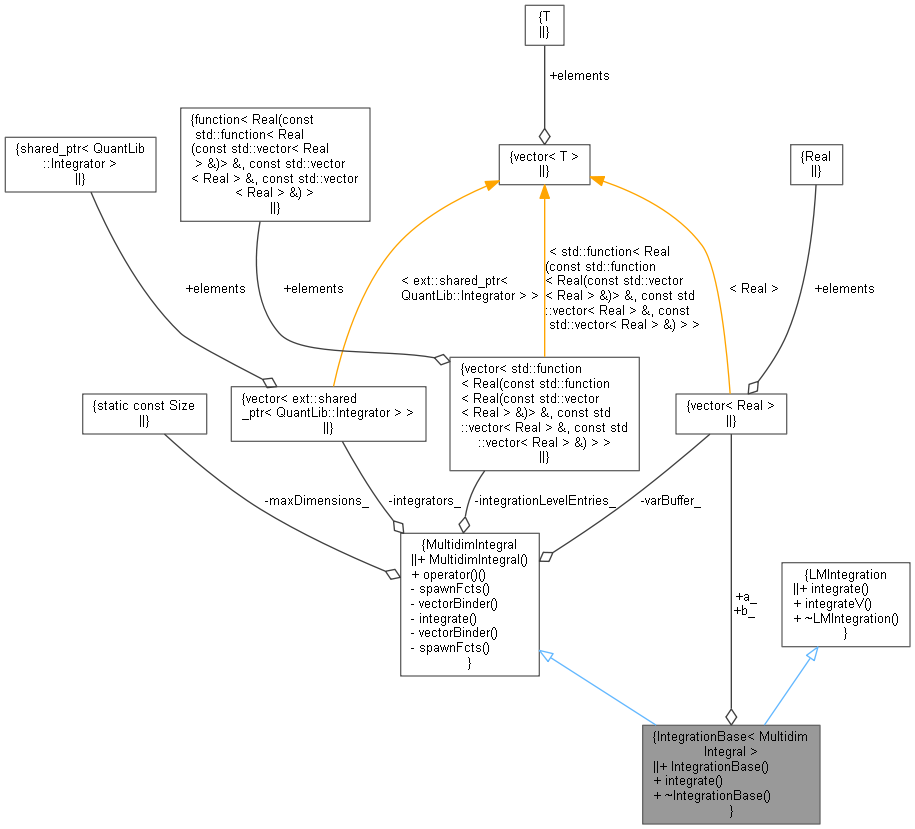 {T
||}
+elements
{function< Real(const
std::function< Real
(const std::vector< Real
> &)> &, const std::vector
< Real > &, const std::vector
< Real > &) >
||}
{shared_ptr< QuantLib
::Integrator >
||}
{vector< T >
||}
{Real
||}
+elements
+elements
< ext::shared_ptr<
QuantLib::Integrator > >
< std::function< Real
(const std::function
< Real(const std::vector
< Real > &)> &, const std
::vector< Real > &, const
std::vector< Real > &) > >
< Real >
+elements
{static const Size
||}
{vector< ext::shared
_ptr< QuantLib::Integrator > >
||}
{vector< std::function
< Real(const std::function
< Real(const std::vector
< Real > &)> &, const std
::vector< Real > &, const std
::vector< Real > &) > >
||}
{vector< Real >
||}
-maxDimensions_
-integrators_
-integrationLevelEntries_
-varBuffer_
{MultidimIntegral
||+ MultidimIntegral()
+ operator()()
- spawnFcts()
- vectorBinder()
- integrate()
- vectorBinder()
- spawnFcts()
}
+a_
+b_
{LMIntegration
||+ integrate()
+ integrateV()
+ ~LMIntegration()
}
{IntegrationBase< Multidim
Integral >
||+ IntegrationBase()
+ integrate()
+ ~IntegrationBase()
}